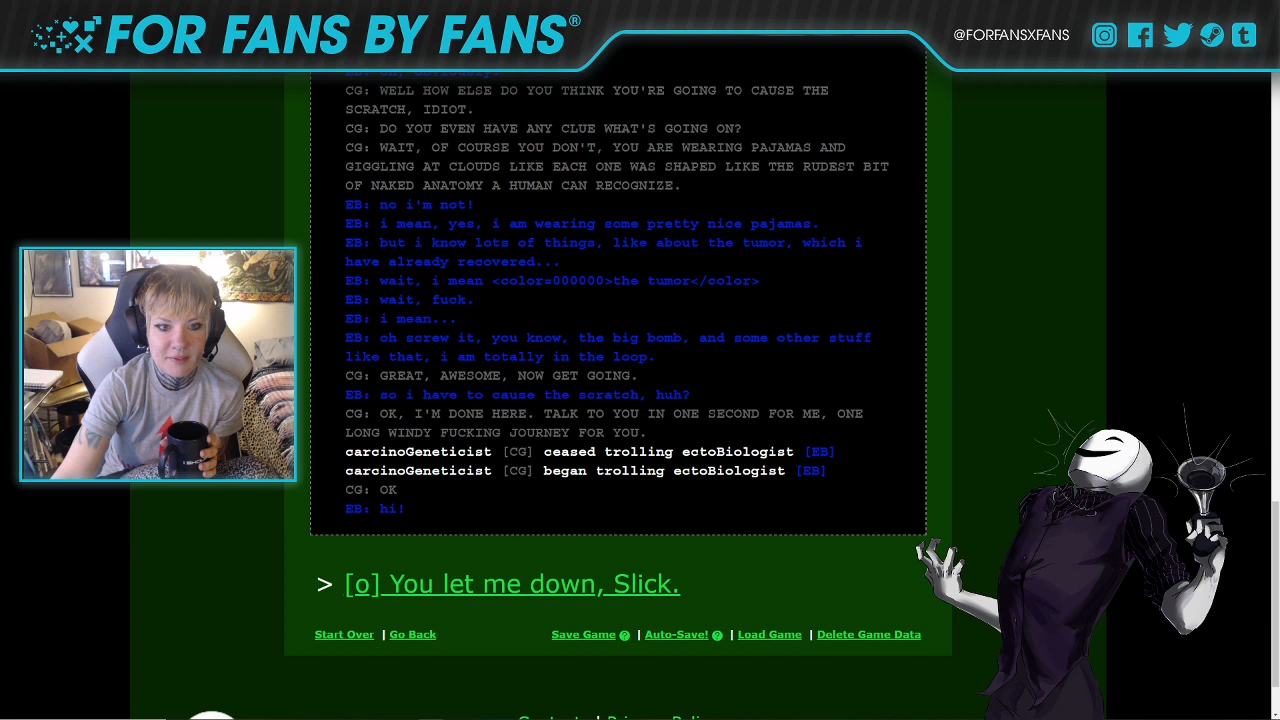 FOR FANS BY FANS®
@FORFANSXFANS
EB: oh, obviously.
CG: WELL HOW ELSE DO YOU THINK YOU'RE GOING TO CAUSE THE
SCRATCH, IDIOT.
CG: DO YOU EVEN HAVE ANY CLUE WHAT'S GOING ON?
CG: WAIT, OF COURSE YOU DON'T, YOU ARE WEARING PAJAMAS AND
GIGGLING AT CLOUDS LIKE EACH ONE WAS SHAPED LIKE THE RUDEST BIT
OF NAKED ANATOMY A HUMAN CAN RECOGNIZE.
EB: no i'm not!
EB: i mean, yes, i am wearing some pretty nice pajamas.
EB: but i know lots of things, like about the tumor, which i
have already recovered...
EB: wait, i mean <color=000000>the tumor</color>
EB: wait, fuck.
EB: i mean...
EB: oh screw it, you know, the big bomb, and some other stuff
like that, i am totally in the loop.
CG: GREAT, AWESOME, NOW GET GOING.
EB: so i have to cause the scratch, huh?
CG: OK, I'M DONE HERE. TALK TO YOU IN ONE SECOND FOR ME, ONE
LONG WINDY FUCKING JOURNEY FOR YOU.
carcinoGeneticist [CG] ceased trolling ectoBiologist [EB]
carcinoGeneticist [CG] began trolling ectoBiologist [EB]
CG: OK
EB: hi!
> [o] You let me down, Slick.
Start Over | Go Back
Save Game ? | Auto-Save! ? | Load Game | Delete Game Data